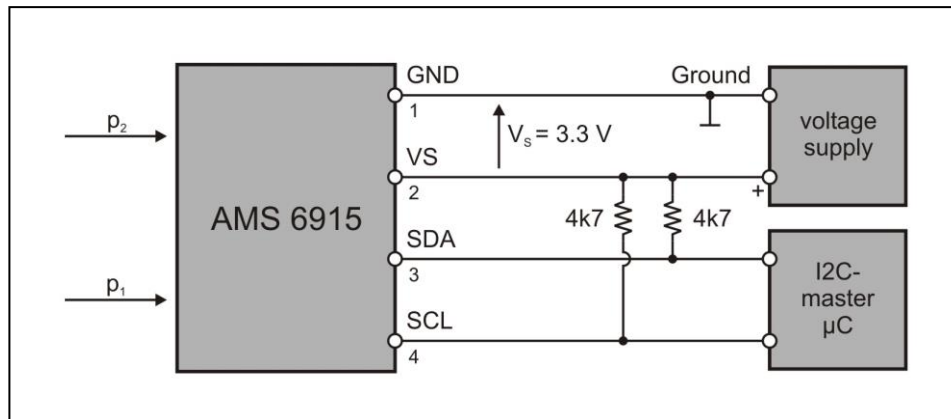 GND
Ground
1
p₂
Vₛ = 3.3 V
voltage
supply
VS
+
2
AMS 6915
4k7
4k7
SDA
3
I2C-
master
µC
p₁
SCL
4